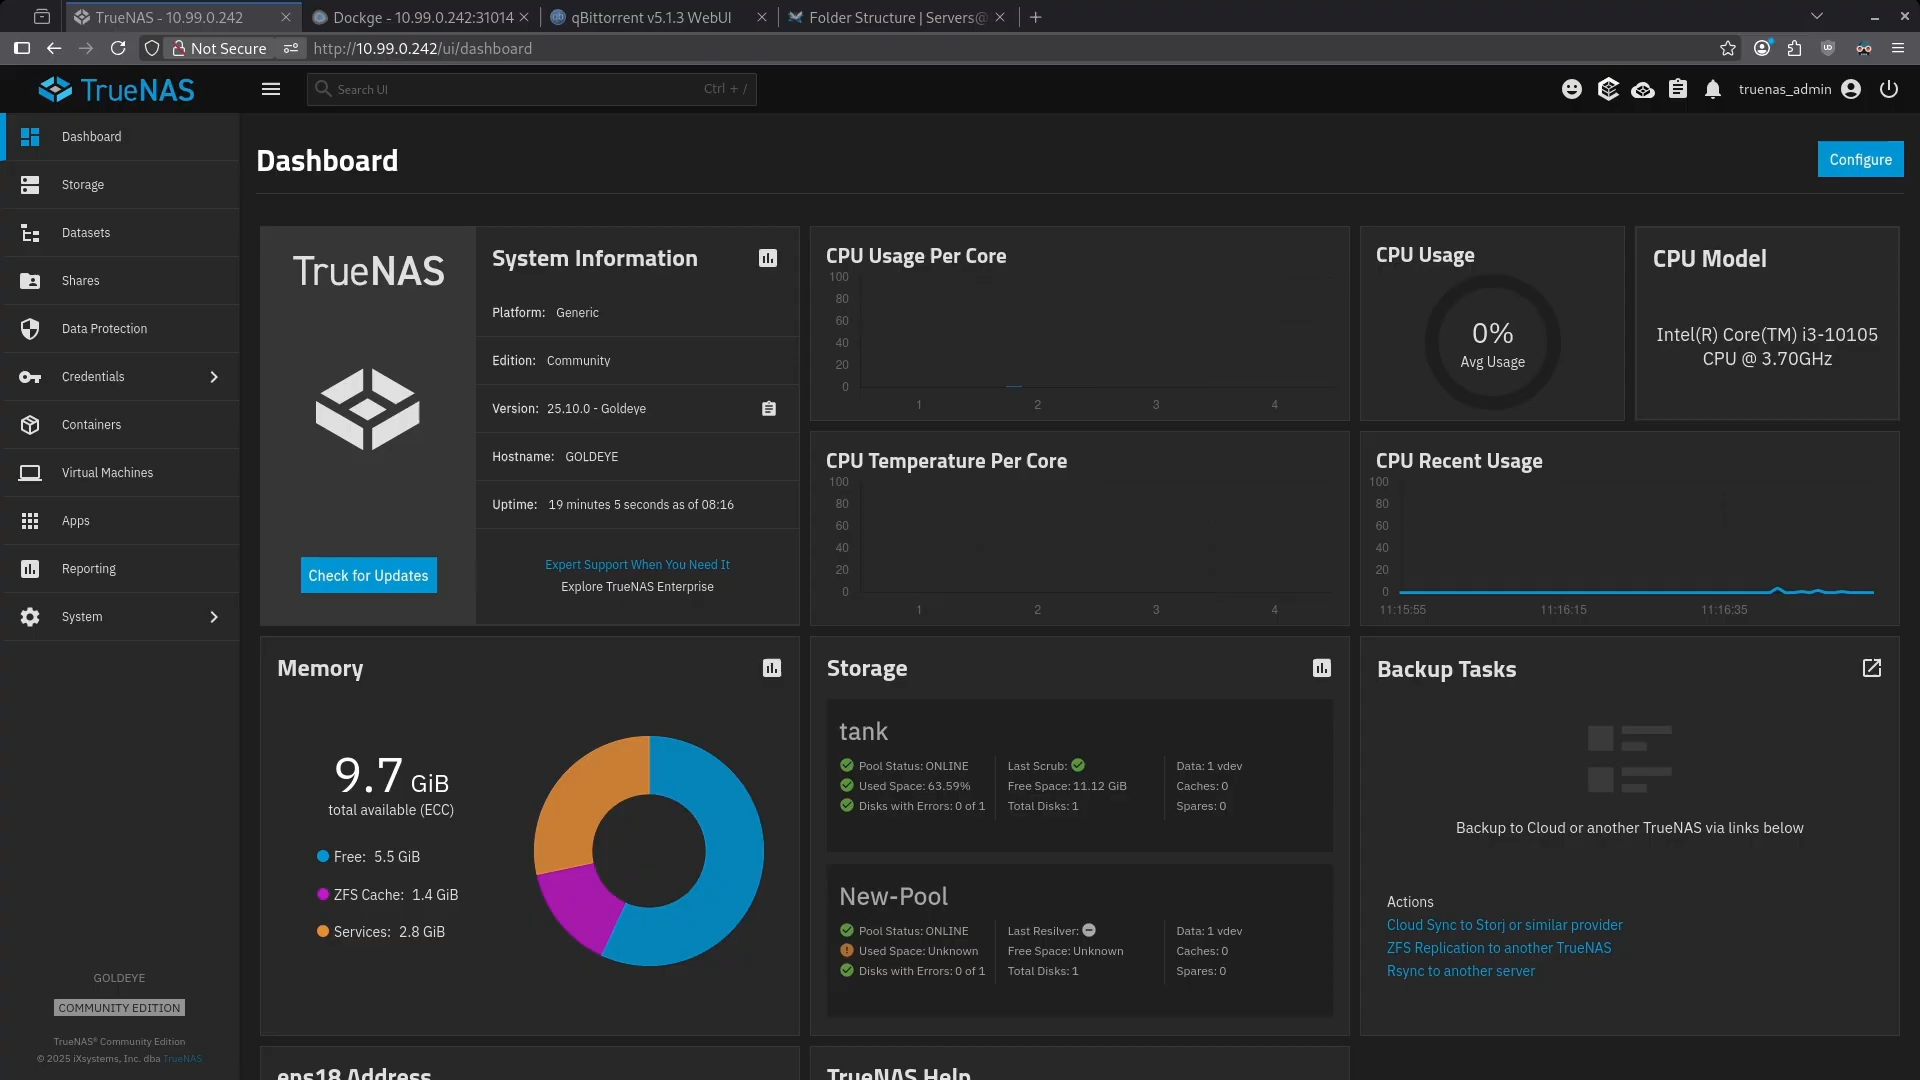 TrueNAS - 10.99.0.242
Dockge - 10.99.0.242:31014
qBittorrent v5.1.3 WebUI
Folder Structure | Servers@
Not Secure
http://10.99.0.242/ui/dashboard
TrueNAS
Search UI
Ctrl + /
truenas_admin
Dashboard
Storage
Datasets
Shares
Data Protection
Credentials
Containers
Virtual Machines
Apps
Reporting
System
GOLDEYE
COMMUNITY EDITION
TrueNAS® Community Edition
© 2025 iXsystems, Inc. dba TrueNAS
Dashboard
Configure
TrueNAS
Check for Updates
System Information
Platform: Generic
Edition: Community
Version: 25.10.0 - Goldeye
Hostname: GOLDEYE
Uptime: 19 minutes 5 seconds as of 08:16
Expert Support When You Need It
Explore TrueNAS Enterprise
CPU Usage Per Core
100
80
60
40
20
0
1 2 3 4
CPU Usage
0%
Avg Usage
CPU Model
Intel(R) Core(TM) i3-10105
CPU @ 3.70GHz
CPU Temperature Per Core
100
80
60
40
20
0
1 2 3 4
CPU Recent Usage
100
80
60
40
20
0
11:15:55 11:16:15 11:16:35
Memory
9.7 GiB
total available (ECC)
Free: 5.5 GiB
ZFS Cache: 1.4 GiB
Services: 2.8 GiB
Storage
tank
Pool Status: ONLINE
Used Space: 63.59%
Disks with Errors: 0 of 1
Last Scrub:
Free Space: 11.12 GiB
Total Disks: 1
Data: 1 vdev
Caches: 0
Spares: 0
New-Pool
Pool Status: ONLINE
Used Space: Unknown
Disks with Errors: 0 of 1
Last Resilver:
Free Space: Unknown
Total Disks: 1
Data: 1 vdev
Caches: 0
Spares: 0
Backup Tasks
Backup to Cloud or another TrueNAS via links below
Actions
Cloud Sync to Storj or similar provider
ZFS Replication to another TrueNAS
Rsync to another server
ens18 Address
TrueNAS Help